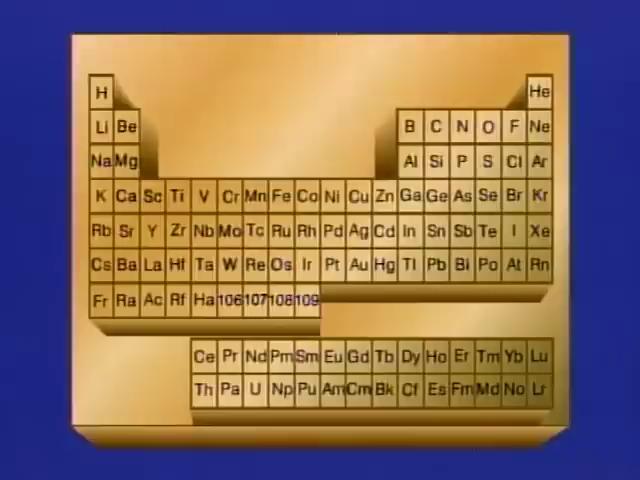 H He
Li Be B C N O F Ne
Na Mg Al Si P S Cl Ar
K Ca Sc Ti V Cr Mn Fe Co Ni Cu Zn Ga Ge As Se Br Kr
Rb Sr Y Zr Nb Mo Tc Ru Rh Pd Ag Cd In Sn Sb Te I Xe
Cs Ba La Hf Ta W Re Os Ir Pt Au Hg Tl Pb Bi Po At Rn
Fr Ra Ac Rf Ha 106 107 108 109
Ce Pr Nd Pm Sm Eu Gd Tb Dy Ho Er Tm Yb Lu
Th Pa U Np Pu Am Cm Bk Cf Es Fm Md No Lr